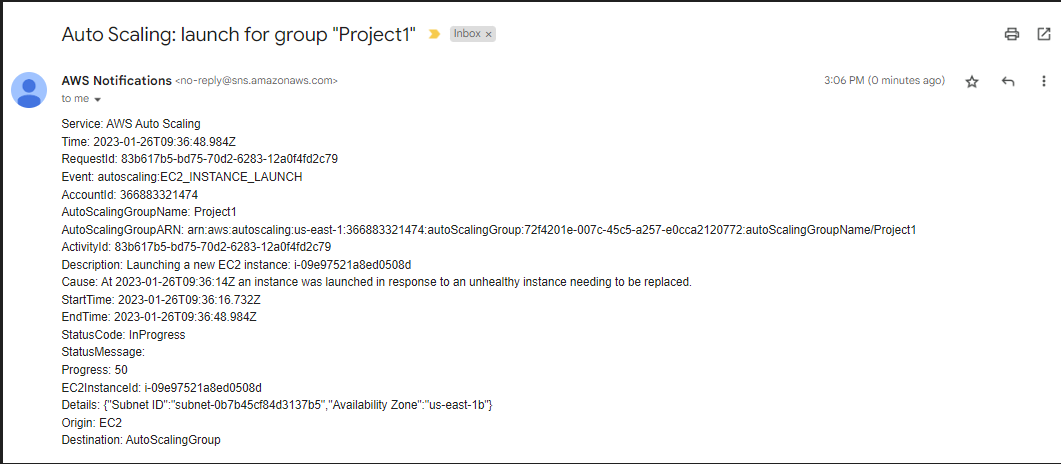 Auto Scaling: launch for group "Project1" Inbox ×
AWS Notifications <no-reply@sns.amazonaws.com> 3:06 PM (0 minutes ago)
to me
Service: AWS Auto Scaling
Time: 2023-01-26T09:36:48.984Z
RequestId: 83b617b5-bd75-70d2-6283-12a0f4fd2c79
Event: autoscaling:EC2_INSTANCE_LAUNCH
AccountId: 366883321474
AutoScalingGroupName: Project1
AutoScalingGroupARN: arn:aws:autoscaling:us-east-1:366883321474:autoScalingGroup:72f4201e-007c-45c5-a257-e0cca2120772:autoScalingGroupName/Project1
ActivityId: 83b617b5-bd75-70d2-6283-12a0f4fd2c79
Description: Launching a new EC2 instance: i-09e97521a8ed0508d
Cause: At 2023-01-26T09:36:14Z an instance was launched in response to an unhealthy instance needing to be replaced.
StartTime: 2023-01-26T09:36:16.732Z
EndTime: 2023-01-26T09:36:48.984Z
StatusCode: InProgress
StatusMessage:
Progress: 50
EC2InstanceId: i-09e97521a8ed0508d
Details: {"Subnet ID":"subnet-0b7b45cf84d3137b5","Availability Zone":"us-east-1b"}
Origin: EC2
Destination: AutoScalingGroup